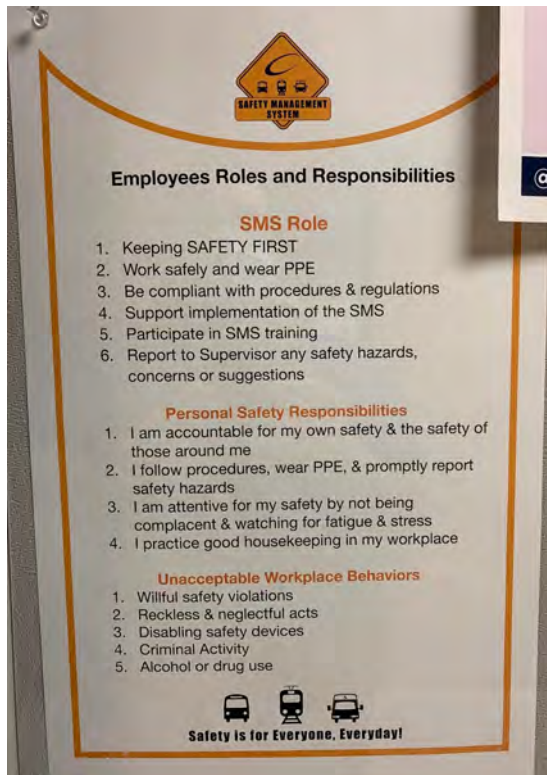 SAFETY MANAGEMENT
SYSTEM
Employees Roles and Responsibilities
SMS Role
1. Keeping SAFETY FIRST
2. Work safely and wear PPE
3. Be compliant with procedures & regulations
4. Support implementation of the SMS
5. Participate in SMS training
6. Report to Supervisor any safety hazards,
concerns or suggestions
Personal Safety Responsibilities
1. I am accountable for my own safety & the safety of
those around me
2. I follow procedures, wear PPE, & promptly report
safety hazards
3. I am attentive for my safety by not being
complacent & watching for fatigue & stress
4. I practice good housekeeping in my workplace
Unacceptable Workplace Behaviors
1. Willful safety violations
2. Reckless & neglectful acts
3. Disabling safety devices
4. Criminal Activity
5. Alcohol or drug use
Safety is for Everyone, Everyday!
@